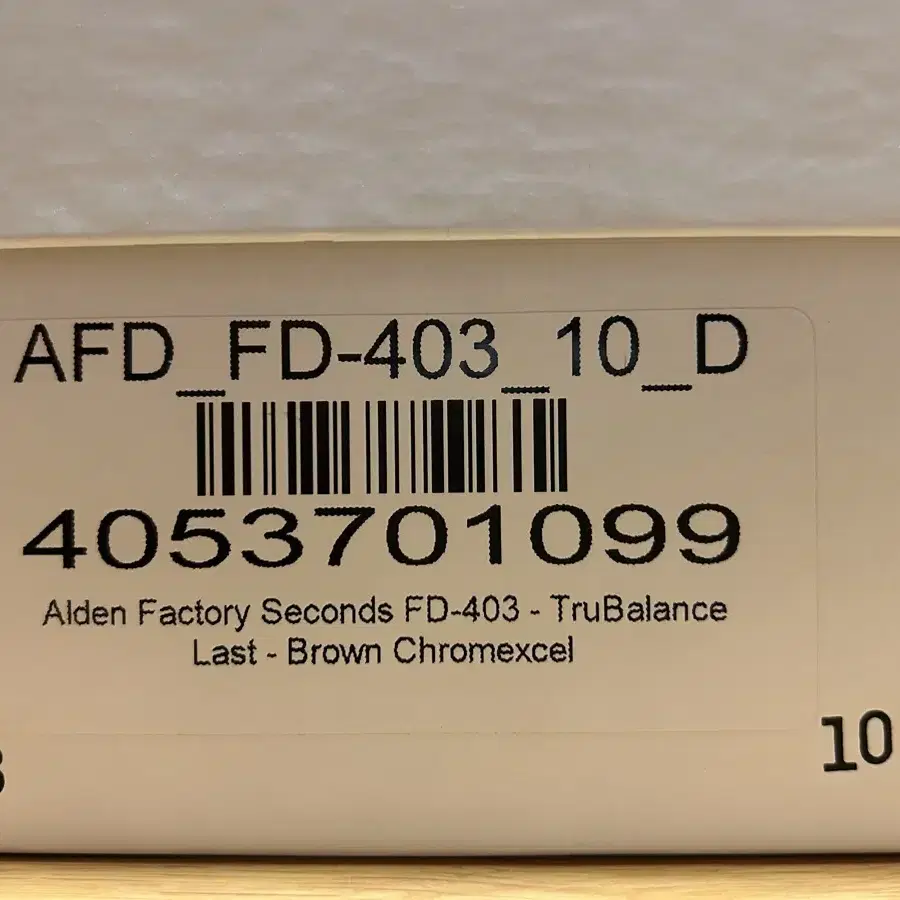 AFD_FD-403_10_D
4053701099
Alden Factory Seconds FD-403 - TruBalance
Last - Brown Chromexcel
10